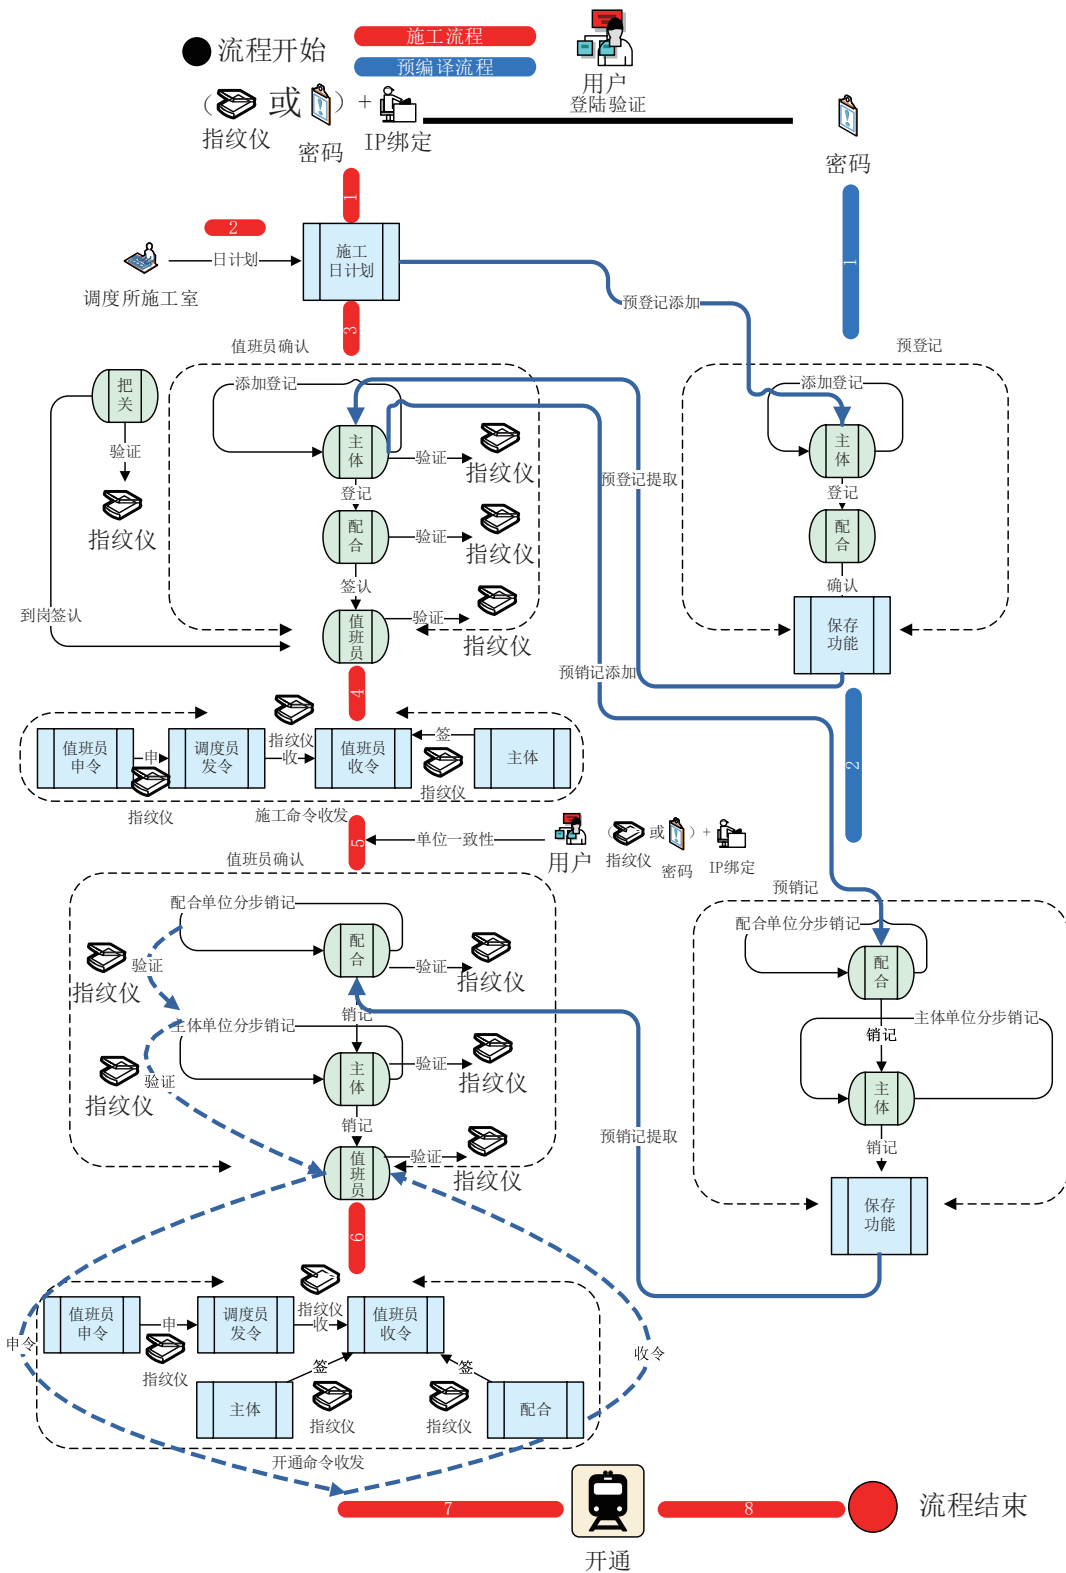 流程开始
施工流程
预编译流程
用户
登陆验证
（ 或 ）+
指纹仪
密码
IP绑定
密码
1
2
日计划
调度所施工室
施工
日计划
1
预登记添加
3
值班员确认
预登记
把
关
验证
指纹仪
到岗签认
添加登记
主
体
验证
指纹仪
登记
配
合
验证
指纹仪
签认
值
班
员
验证
指纹仪
预登记提取
添加登记
主
体
登记
配
合
确认
保存
功能
预销记添加
4
值班员
申令
申
指纹仪
调度员
发令
指纹仪
收
值班员
收令
签
指纹仪
主体
施工命令收发
2
5
单位一致性
用户
（ 或 ）+
指纹仪
密码
IP绑定
值班员确认
预销记
配合单位分步销记
配
合
验证
指纹仪
验证
指纹仪
销记
主体单位分步销记
主
体
验证
指纹仪
验证
指纹仪
销记
值
班
员
验证
指纹仪
配合单位分步销记
配
合
主体单位分步销记
销记
主
体
销记
保存
功能
预销记提取
6
值班员
申令
申
指纹仪
调度员
发令
指纹仪
收
值班员
收令
申令
收令
签
签
主体
指纹仪
指纹仪
配合
开通命令收发
7
8
开通
流程结束